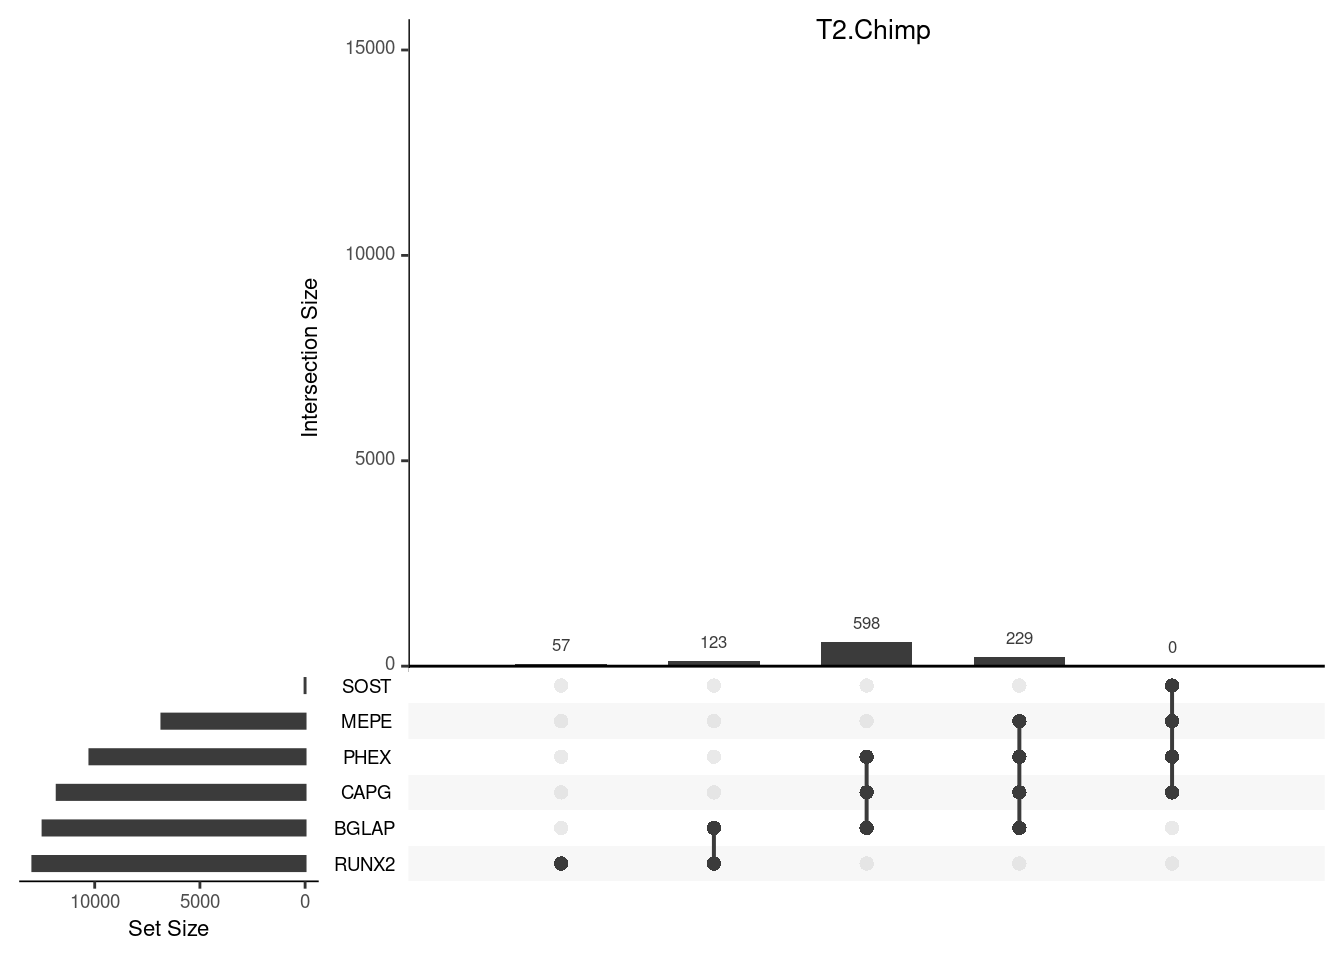 T2.Chimp
15000
10000
5000
0
Intersection Size
57
123
598
229
0
SOST
MEPE
PHEX
CAPG
BGLAP
RUNX2
10000 5000 0
Set Size